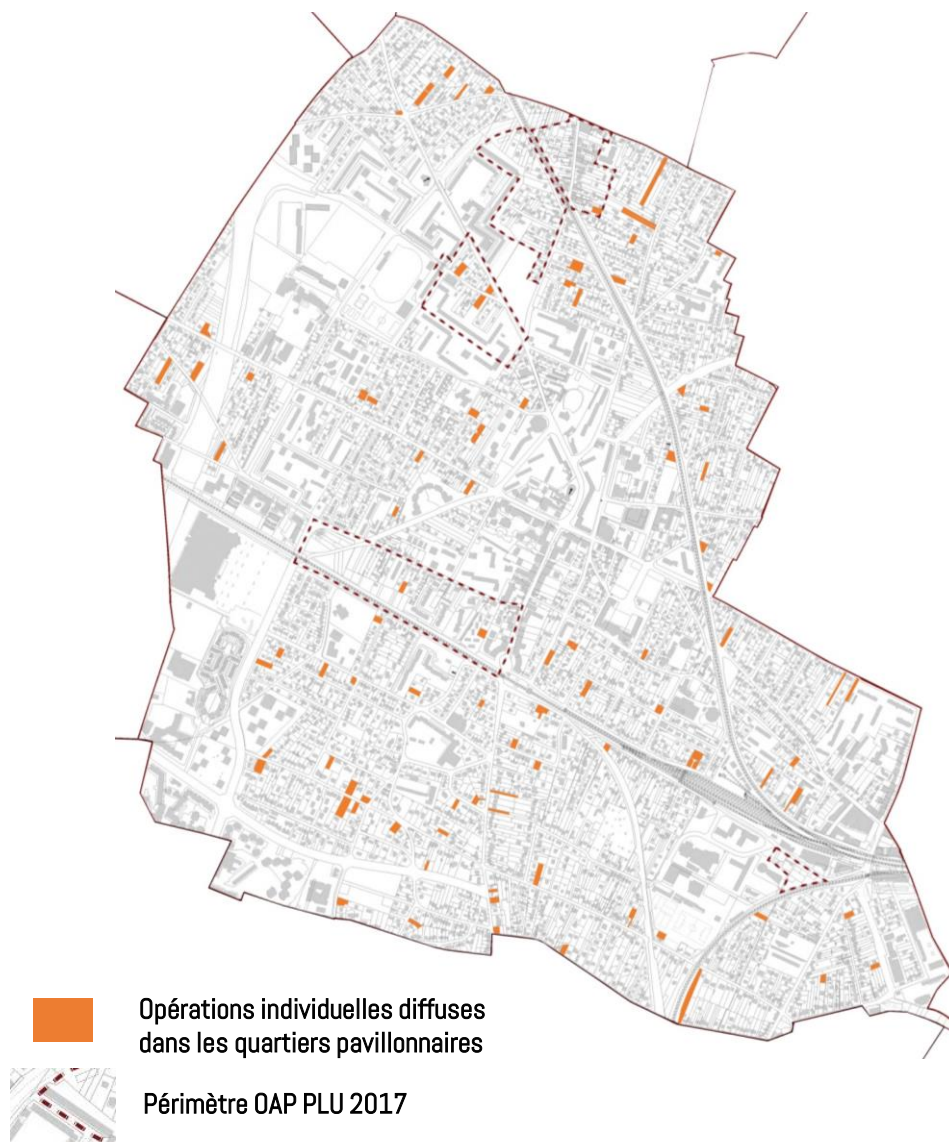 Opérations individuelles diffuses
dans les quartiers pavillonnaires
Périmètre OAP PLU 2017